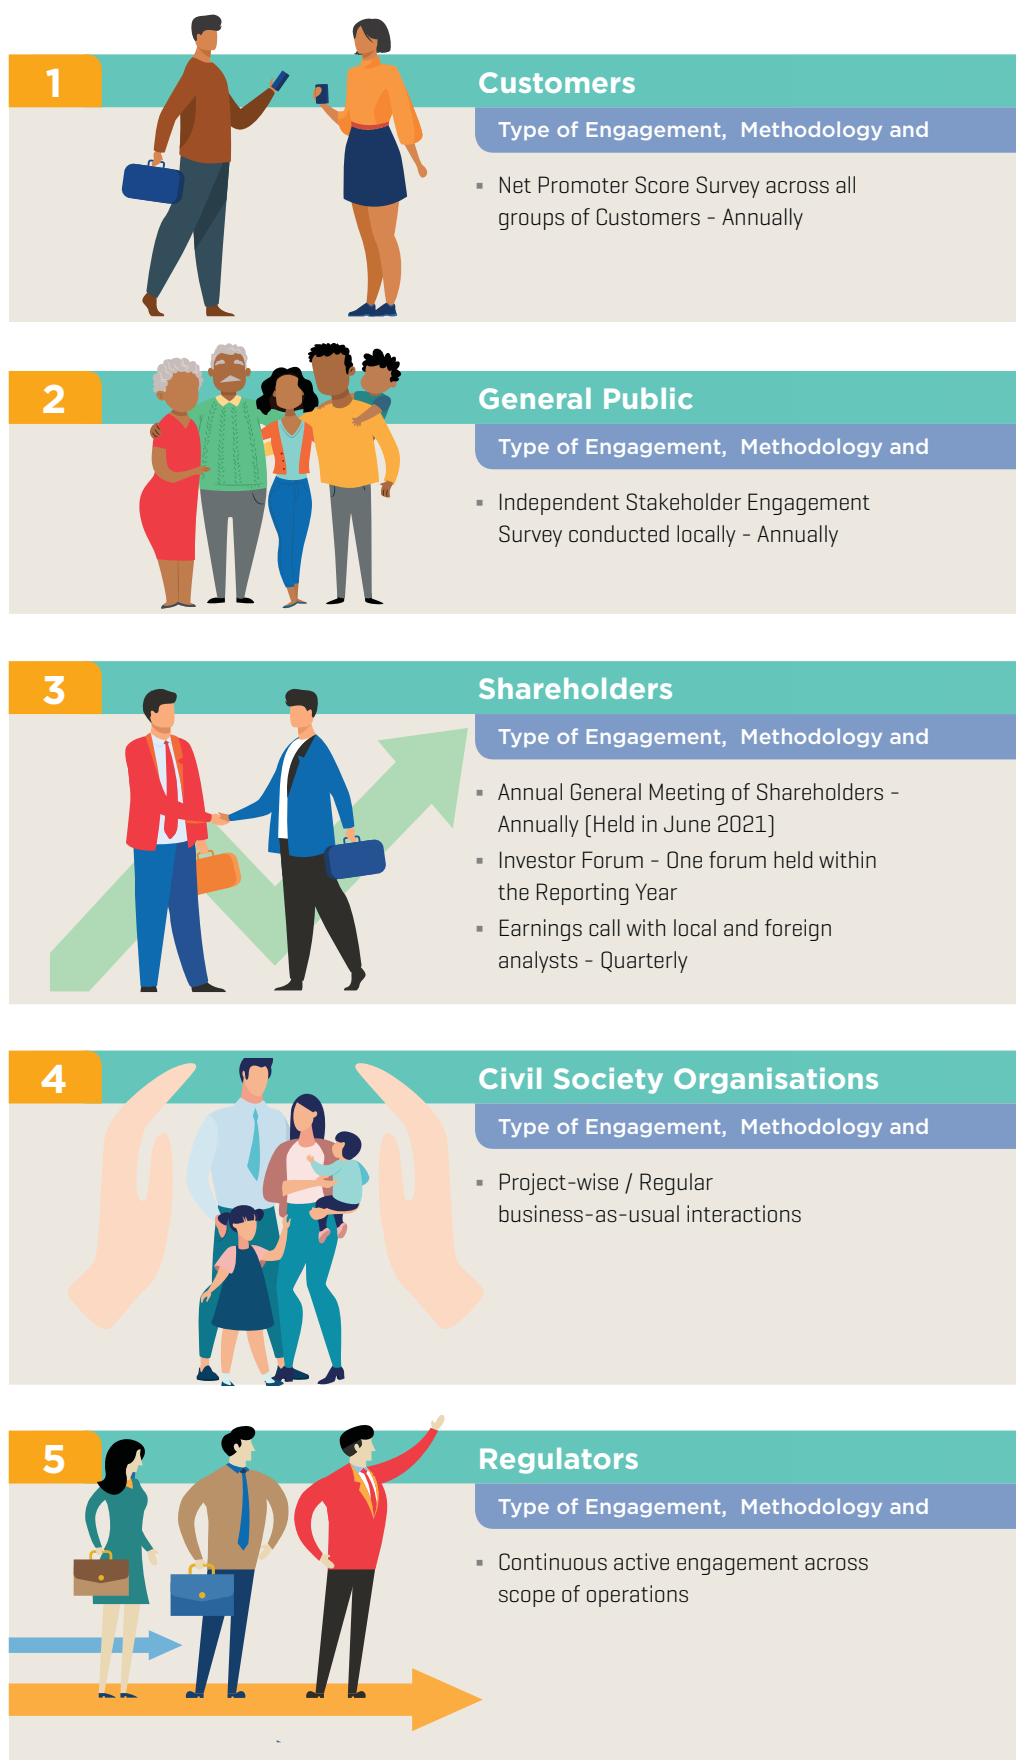 1
Customers
Type of Engagement, Methodology and
▪ Net Promoter Score Survey across all
groups of Customers - Annually
2
General Public
Type of Engagement, Methodology and
▪ Independent Stakeholder Engagement
Survey conducted locally - Annually
3
Shareholders
Type of Engagement, Methodology and
▪ Annual General Meeting of Shareholders -
Annually (Held in June 2021)
▪ Investor Forum - One forum held within
the Reporting Year
▪ Earnings call with local and foreign
analysts - Quarterly
4
Civil Society Organisations
Type of Engagement, Methodology and
▪ Project-wise / Regular
business-as-usual interactions
5
Regulators
Type of Engagement, Methodology and
▪ Continuous active engagement across
scope of operations